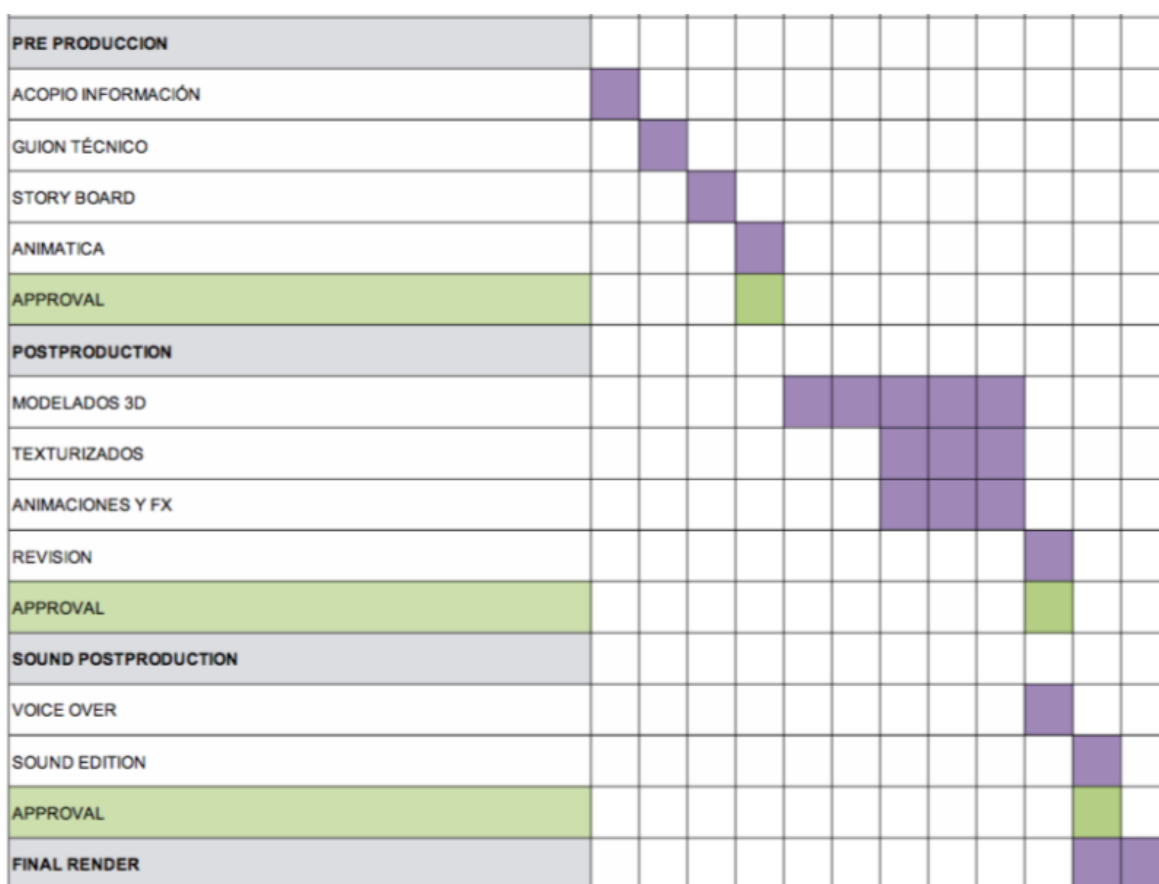 PRE PRODUCCION
ACOPIO INFORMACIÓN
GUION TÉCNICO
STORY BOARD
ANIMATICA
APPROVAL
POSTPRODUCTION
MODELADOS 3D
TEXTURIZADOS
ANIMACIONES Y FX
REVISION
APPROVAL
SOUND POSTPRODUCTION
VOICE OVER
SOUND EDITION
APPROVAL
FINAL RENDER